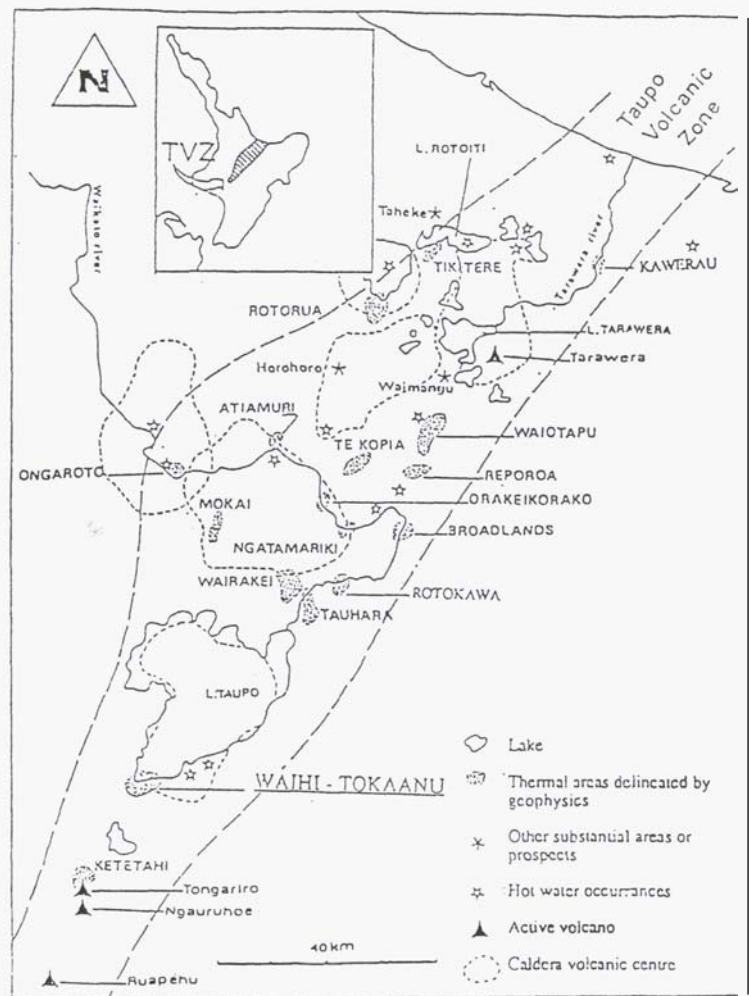 N
TVZ
Taupo
Volcanic
Zone
L. ROTOITI
Waikato river
Taheke
TIKITERE
Tarawera river
KAWERAU
ROTORUA
L. TARAWERA
Tarawera
Horohoro
Waimangu
ATIAMURI
TE KOPIA
WAIOTAPU
ONGAROTO
REPOROA
ORAKEIKORAKO
MOKAI
BROADLANDS
NGATAMARIKI
WAIRAKEI
ROTOKAWA
TAUHARA
L.TAUPO
Lake
WAIHI - TOKAANU
Thermal areas delineated by
geophysics
Other substantial areas or
prospects
KETETAHI
Tongariro
Hot water occurrances
Ngauruhoe
Active volcano
40 km
Caldera volcanic centre
Ruapehu